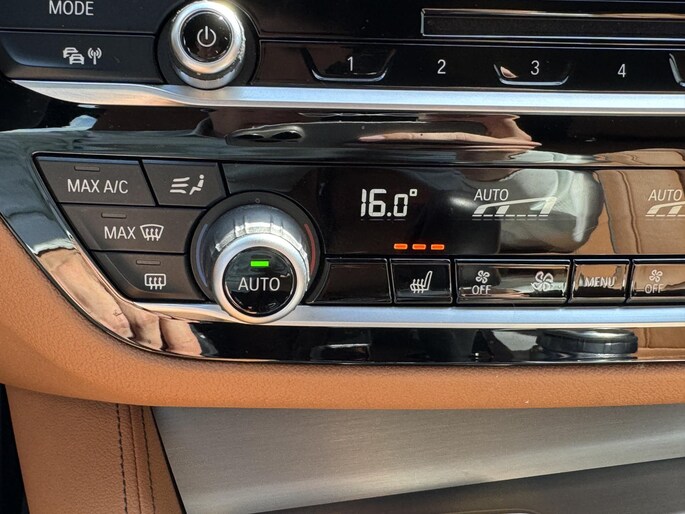 MODE
1 2 3 4
MAX A/C
MAX
16.0°
AUTO
AUTO
AUTO
OFF
MENU
OFF